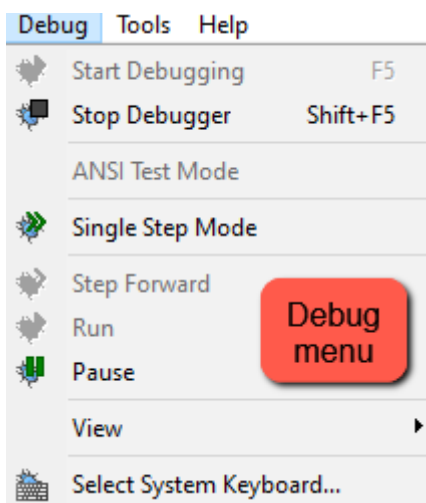 Debug Tools Help
Start Debugging F5
Stop Debugger Shift+F5
ANSI Test Mode
Single Step Mode
Step Forward
Run
Pause
Debug
menu
View
Select System Keyboard...